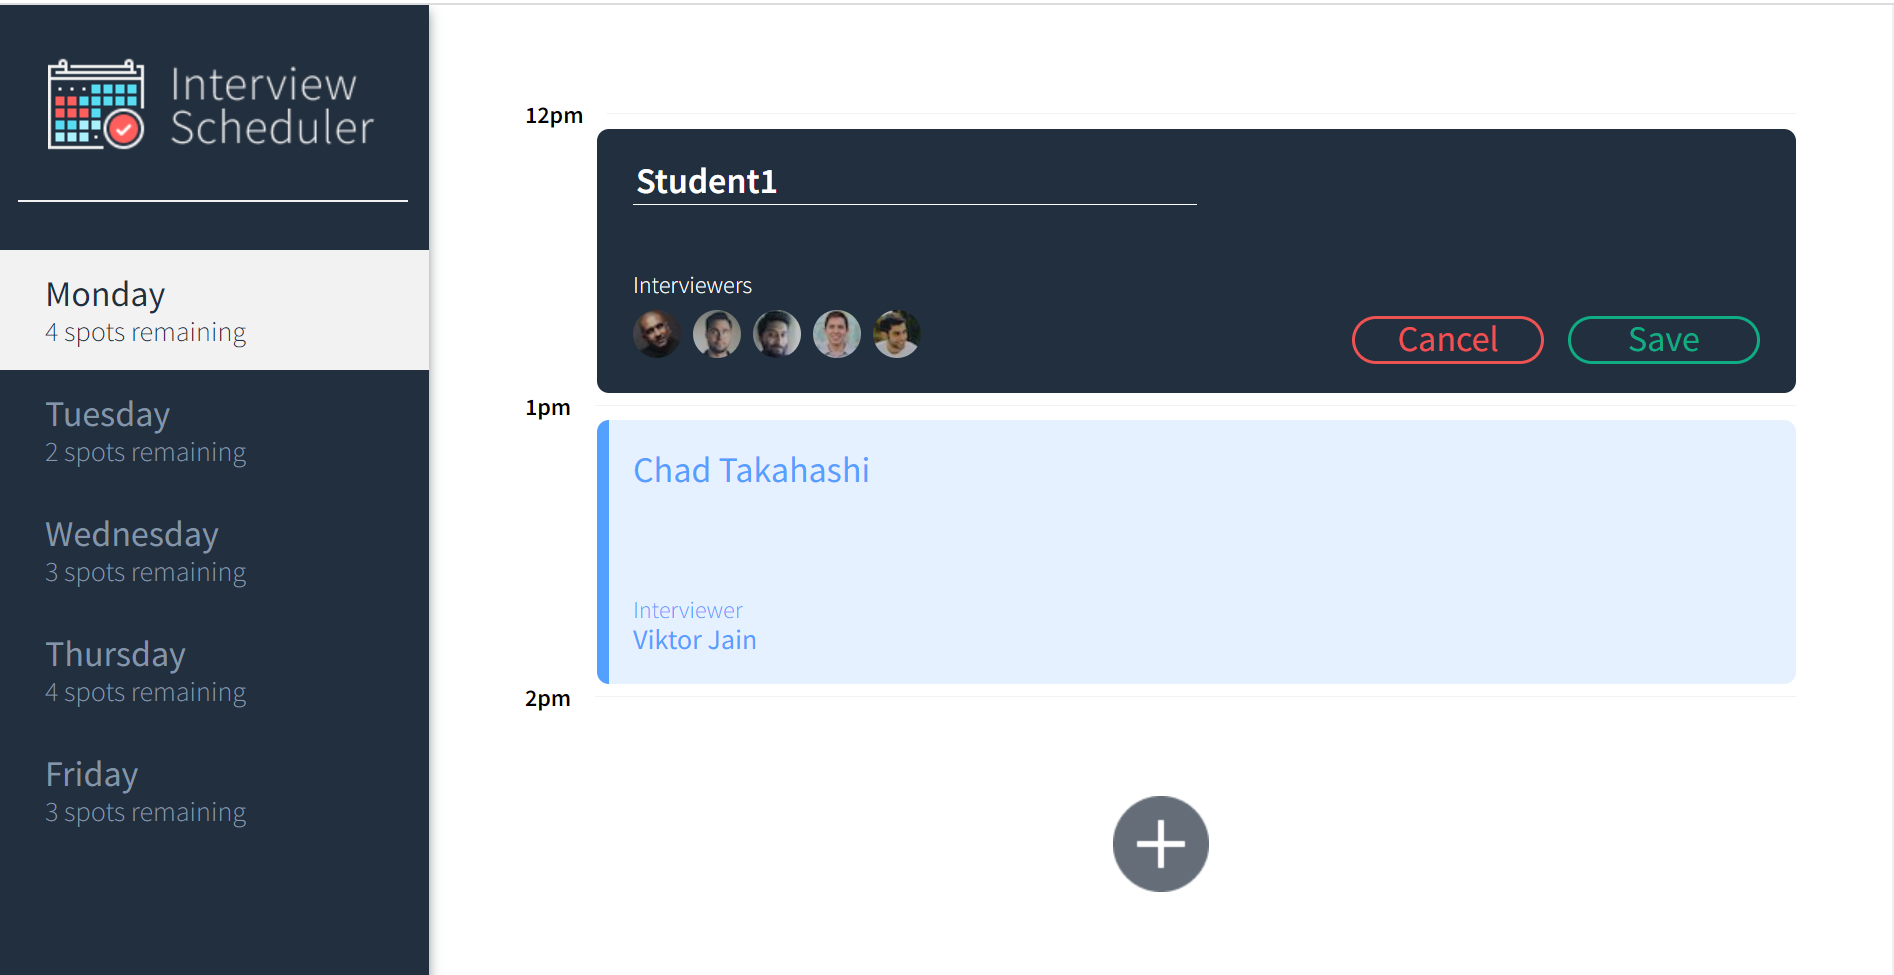 Interview
Scheduler
Monday
4 spots remaining
Tuesday
2 spots remaining
Wednesday
3 spots remaining
Thursday
4 spots remaining
Friday
3 spots remaining
12pm
Student1
Interviewers
Cancel
Save
1pm
Chad Takahashi
Interviewer
Viktor Jain
2pm